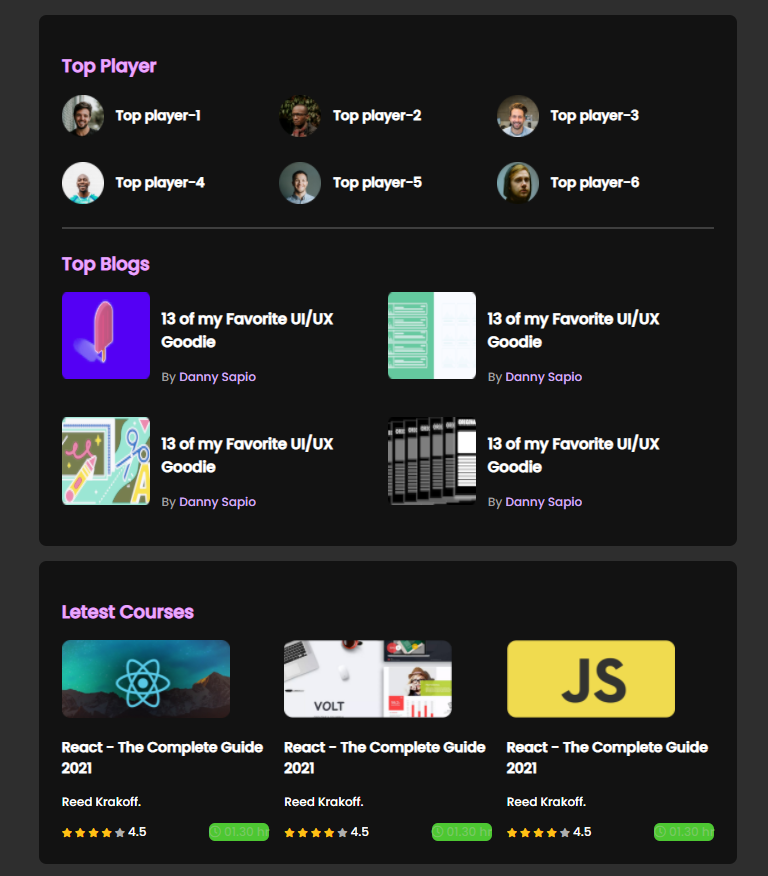 Top Player
Top player-1 Top player-2 Top player-3
Top player-4 Top player-5 Top player-6
Top Blogs
13 of my Favorite UI/UX
Goodie
By Danny Sapio
13 of my Favorite UI/UX
Goodie
By Danny Sapio
13 of my Favorite UI/UX
Goodie
By Danny Sapio
13 of my Favorite UI/UX
Goodie
By Danny Sapio
Letest Courses
VOLT
JS
React - The Complete Guide
2021
Reed Krakoff.
4.5 01.30 hr
React - The Complete Guide
2021
Reed Krakoff.
4.5 01.30 hr
React - The Complete Guide
2021
Reed Krakoff.
4.5 01.30 hr